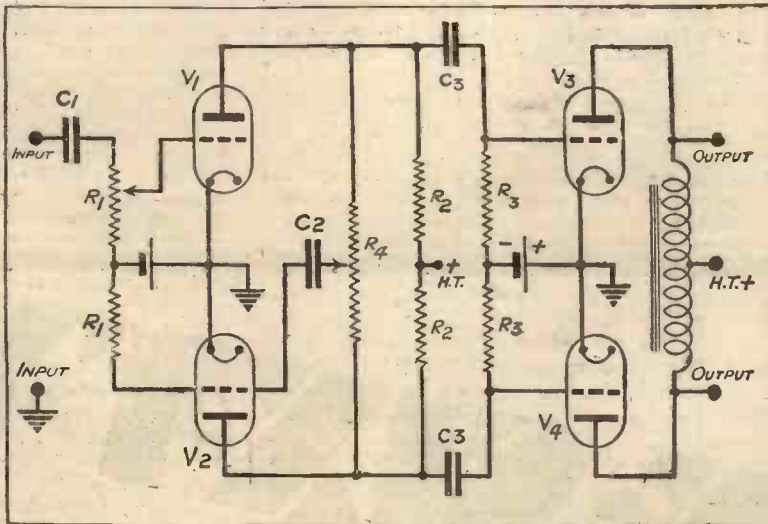 V1
C3
V3
C1
INPUT
OUTPUT
R1
R2
R3
C2
R4
- +
+
H.T.
H.T.+
R1
R2
R3
INPUT
OUTPUT
V2
C3
V4